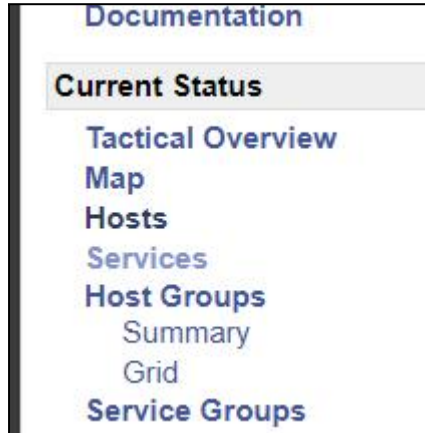 Documentation
Current Status
Tactical Overview
Map
Hosts
Services
Host Groups
Summary
Grid
Service Groups